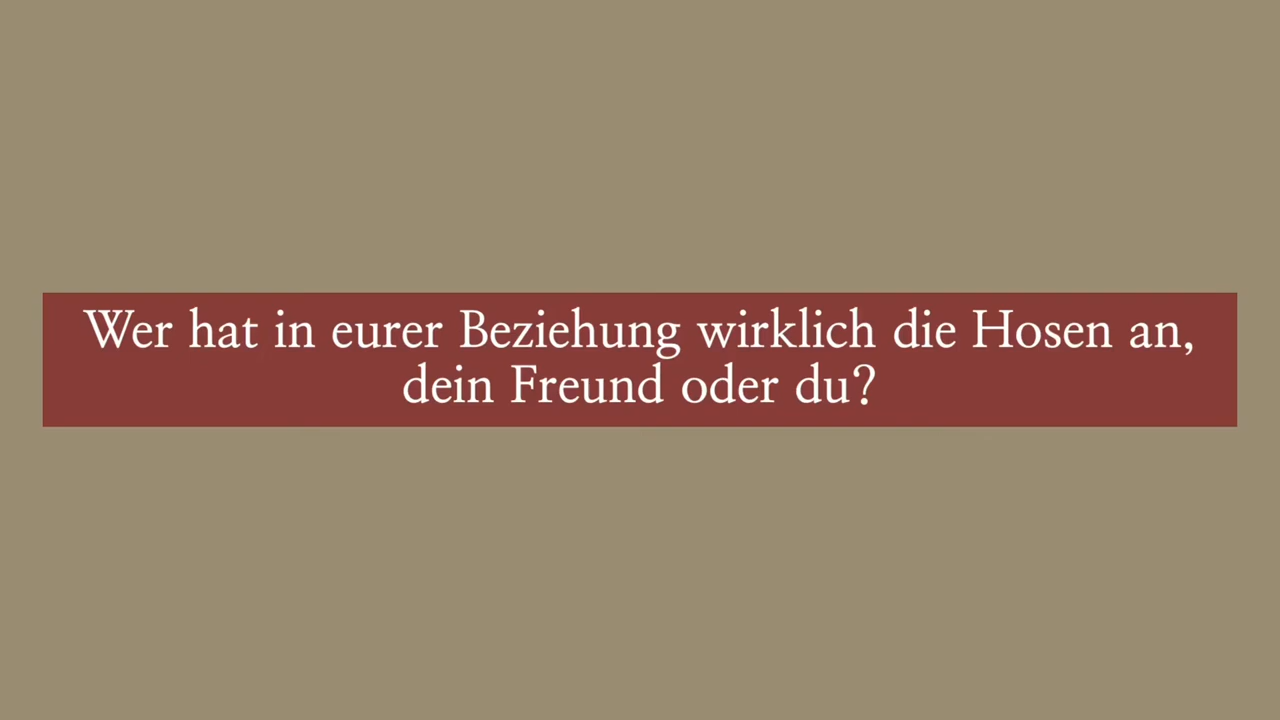 Wer hat in eurer Beziehung wirklich die Hosen an,
dein Freund oder du?